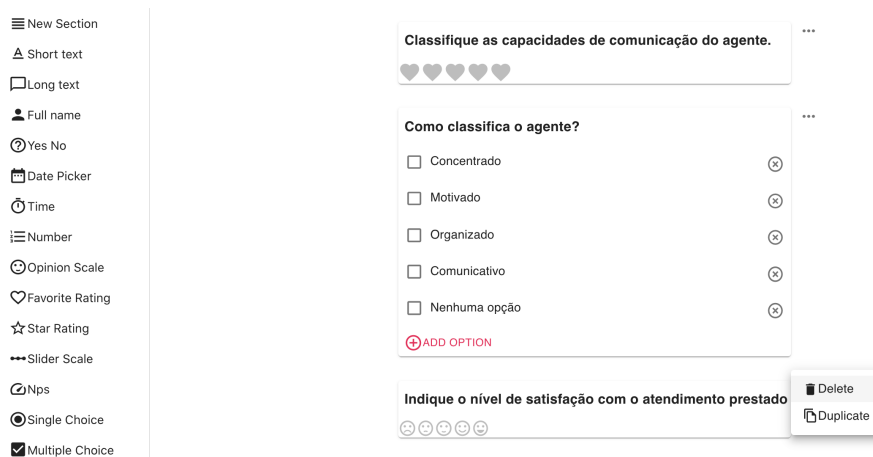 New Section
Short text
Long text
Full name
Yes No
Date Picker
Time
Number
Opinion Scale
Favorite Rating
Star Rating
Slider Scale
Nps
Single Choice
Multiple Choice
Classifique as capacidades de comunicação do agente.
Como classifica o agente?
Concentrado
Motivado
Organizado
Comunicativo
Nenhuma opção
ADD OPTION
Indique o nível de satisfação com o atendimento prestado
Delete
Duplicate